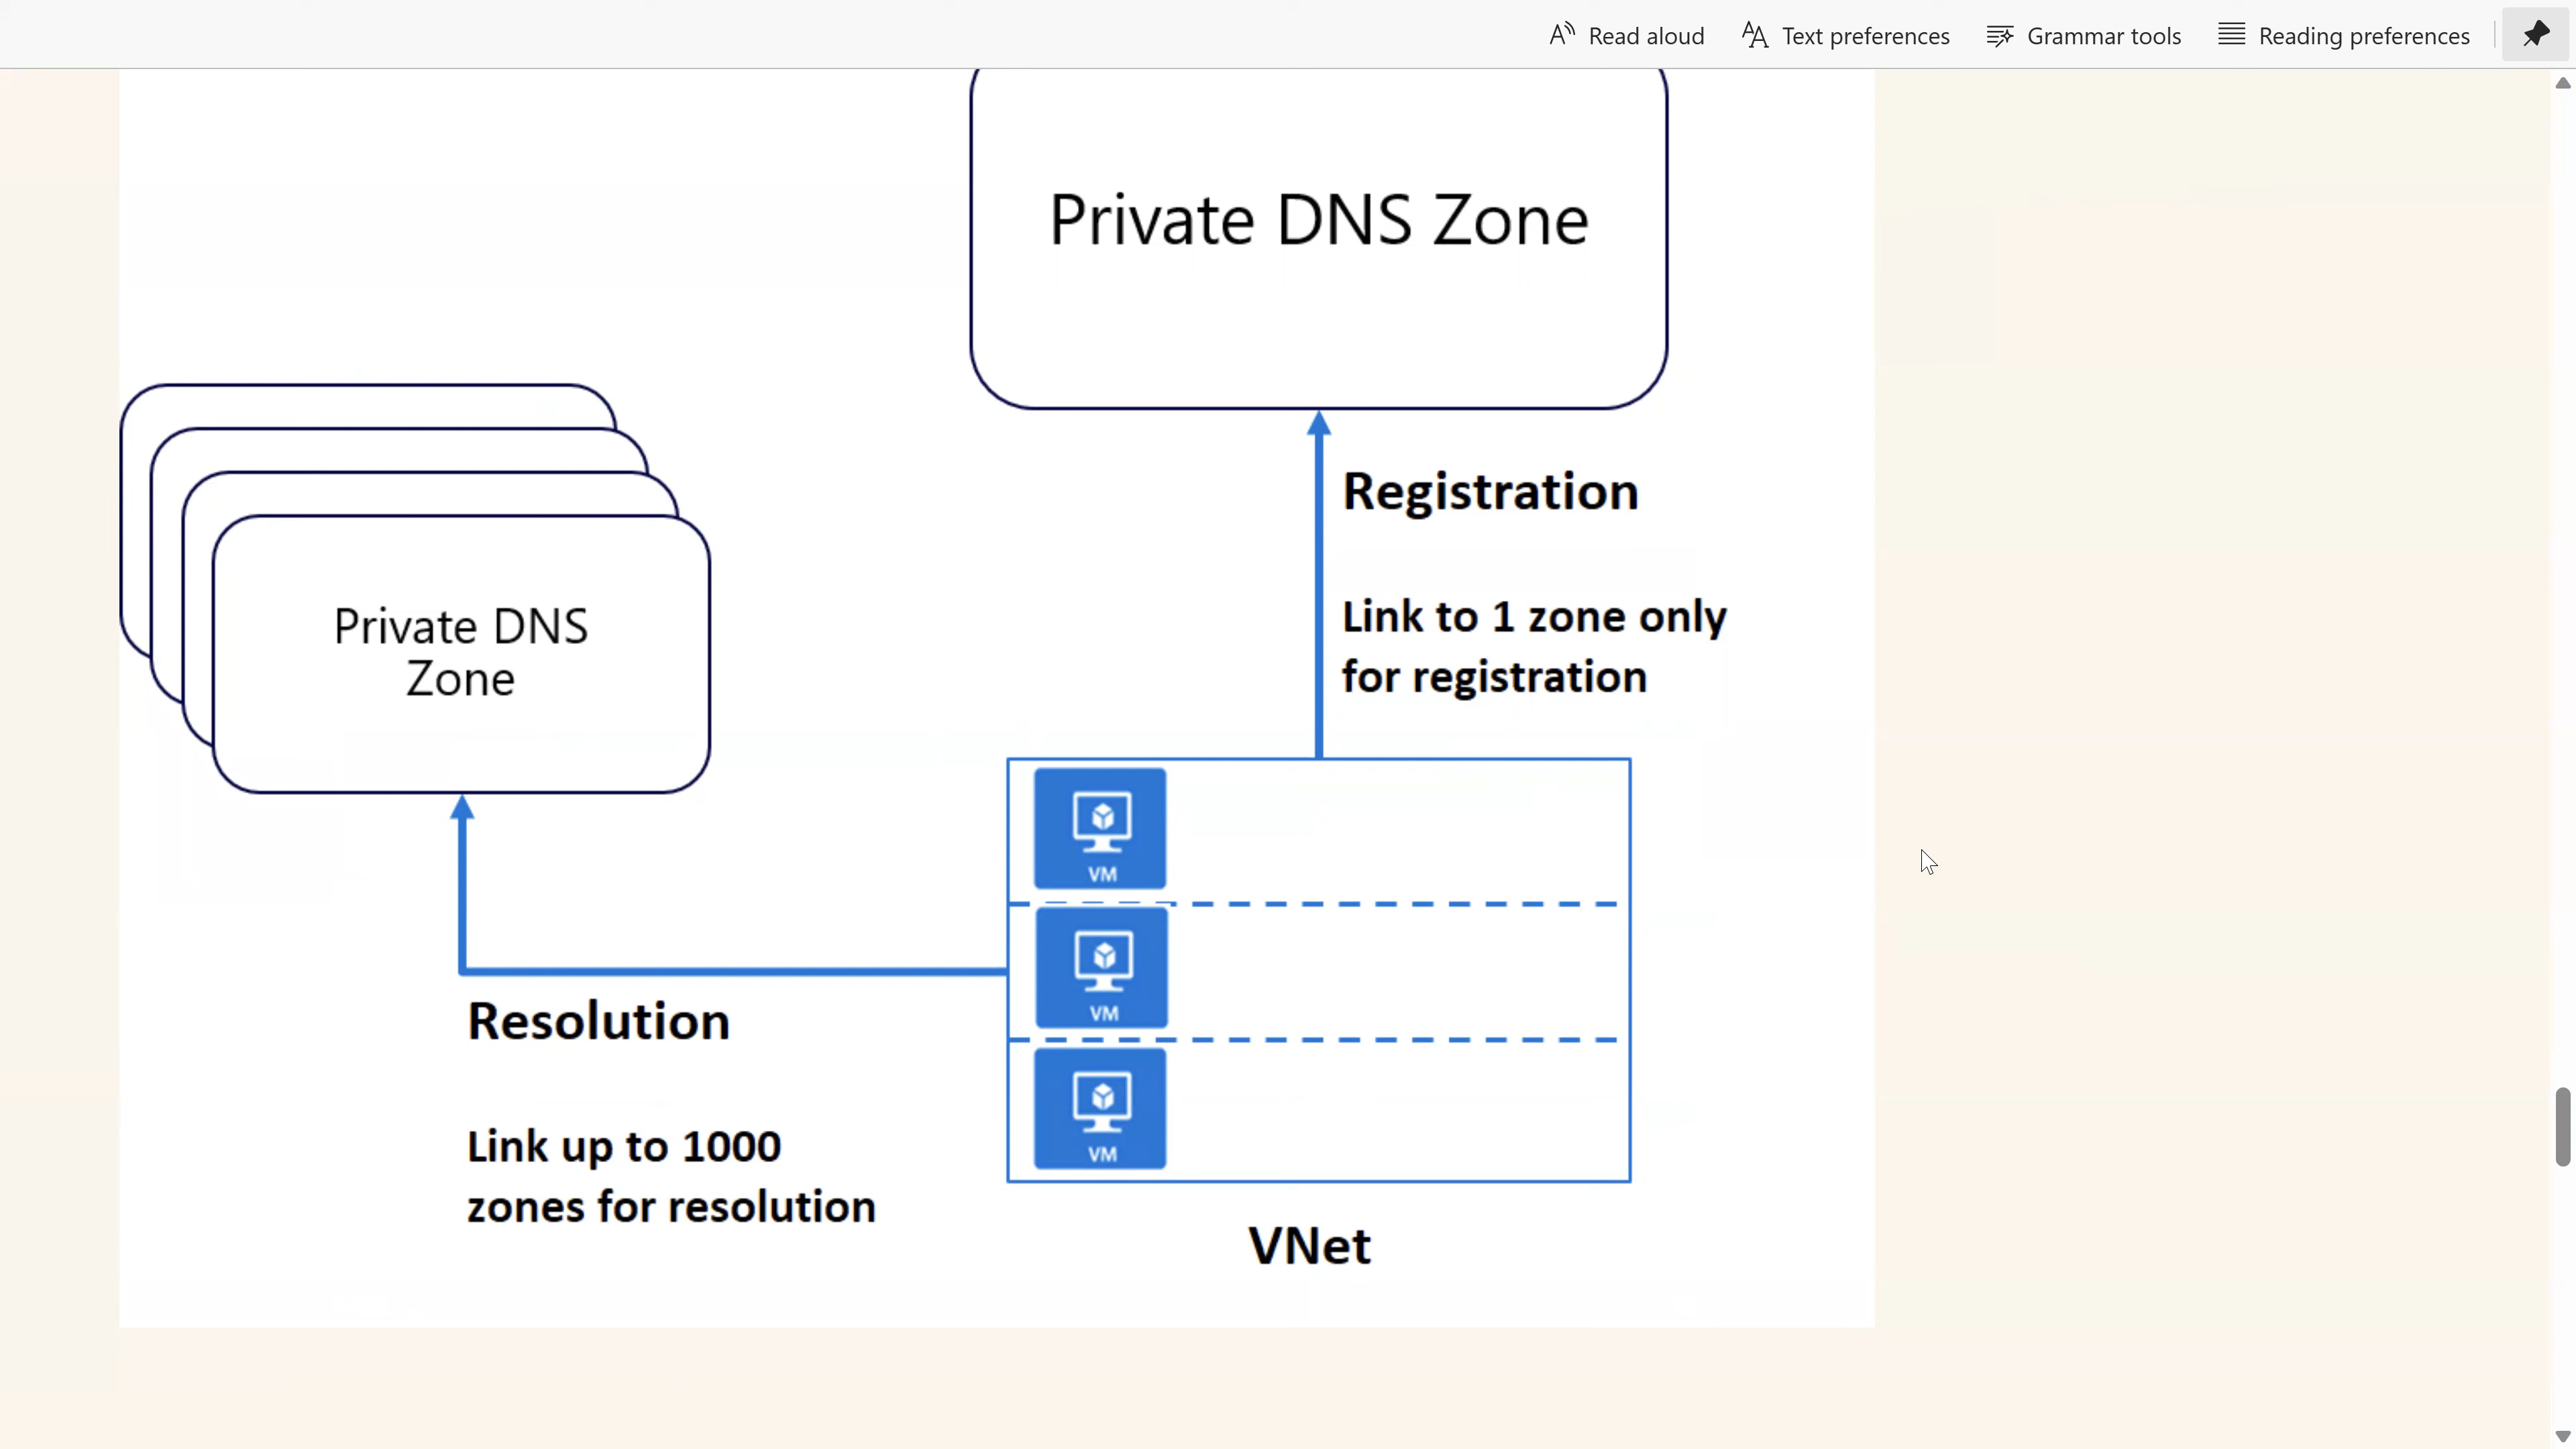 Read aloud
Text preferences
Grammar tools
Reading preferences
Private DNS Zone
Registration
Link to 1 zone only
for registration
Private DNS
Zone
Resolution
Link up to 1000
zones for resolution
VM
VM
VM
VNet